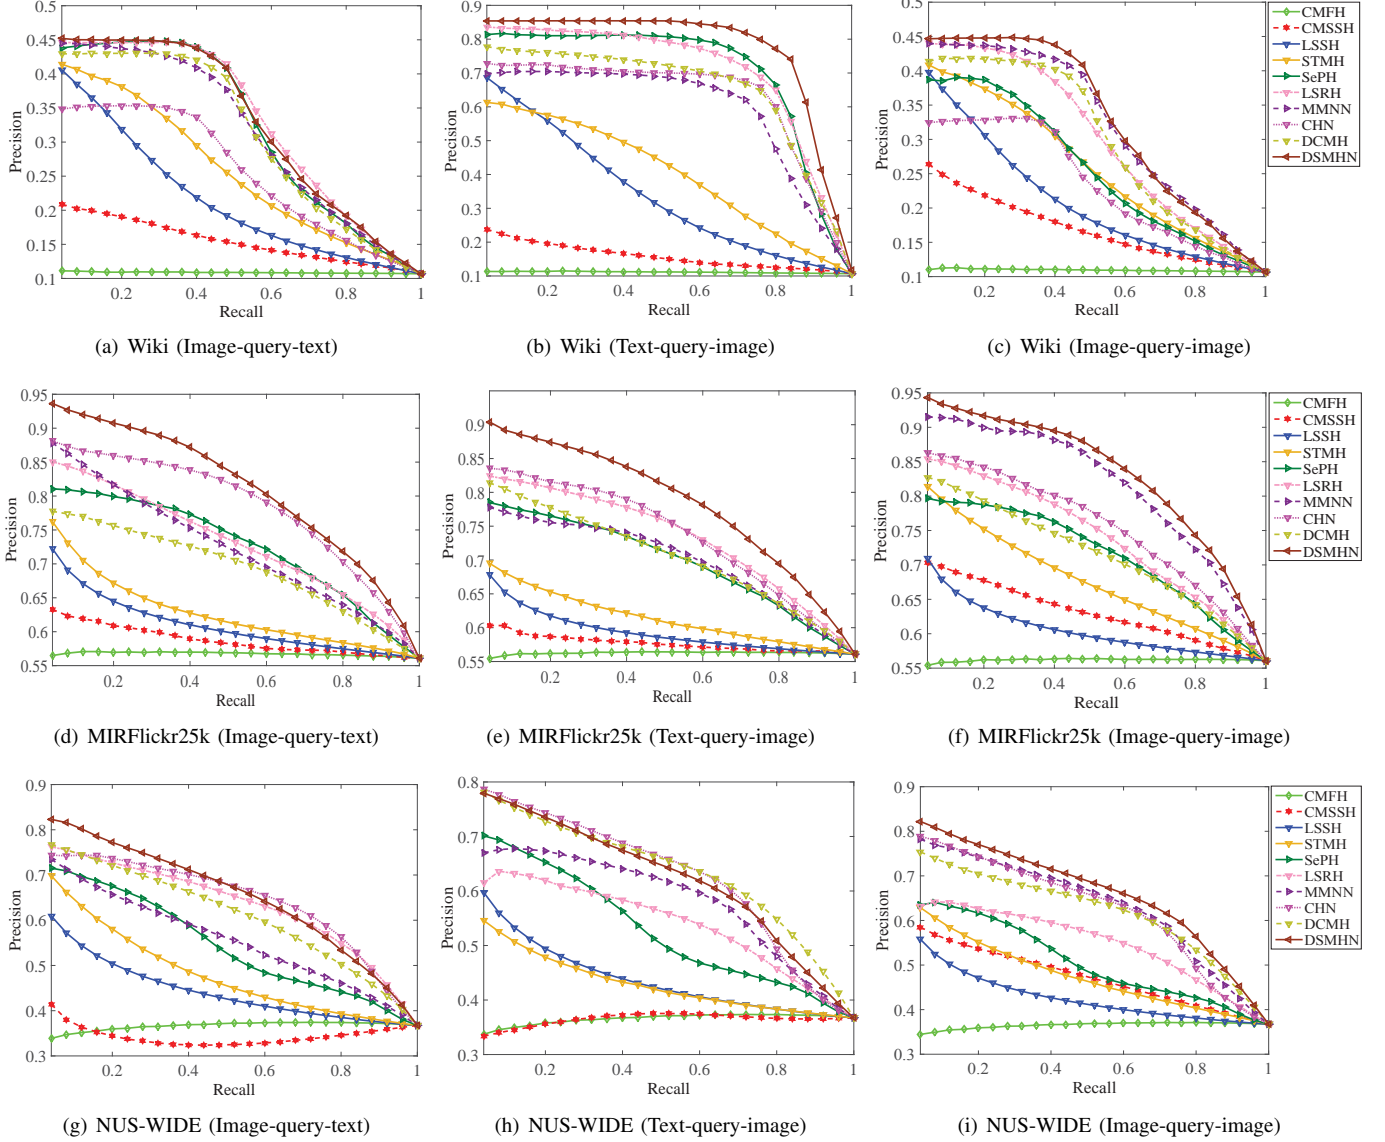 0.5
0.45
0.4
0.35
0.3
0.25
0.2
0.15
0.1
Precision
0.2 0.4 0.6 0.8 1
Recall
(a) Wiki (Image-query-text)
0.9
0.8
0.7
0.6
0.5
0.4
0.3
0.2
0.1
Precision
0.2 0.4 0.6 0.8 1
Recall
(b) Wiki (Text-query-image)
0.5
0.45
0.4
0.35
0.3
0.25
0.2
0.15
0.1
Precision
0.2 0.4 0.6 0.8 1
Recall
(c) Wiki (Image-query-image)
CMFH
CMSSH
LSSH
STMH
SePH
LSRH
MMNN
CHN
DCMH
DSMHN
0.95
0.9
0.85
0.8
0.75
0.7
0.65
0.6
0.55
Precision
0.2 0.4 0.6 0.8 1
Recall
(d) MIRFlickr25k (Image-query-text)
0.9
0.85
0.8
0.75
0.7
0.65
0.6
0.55
Precision
0.2 0.4 0.6 0.8 1
Recall
(e) MIRFlickr25k (Text-query-image)
0.95
0.9
0.85
0.8
0.75
0.7
0.65
0.6
0.55
Precision
0.2 0.4 0.6 0.8 1
Recall
(f) MIRFlickr25k (Image-query-image)
CMFH
CMSSH
LSSH
STMH
SePH
LSRH
MMNN
CHN
DCMH
DSMHN
0.9
0.8
0.7
0.6
0.5
0.4
0.3
Precision
0.2 0.4 0.6 0.8 1
Recall
(g) NUS-WIDE (Image-query-text)
0.8
0.7
0.6
0.5
0.4
0.3
Precision
0.2 0.4 0.6 0.8 1
Recall
(h) NUS-WIDE (Text-query-image)
0.9
0.8
0.7
0.6
0.5
0.4
0.3
Precision
0.2 0.4 0.6 0.8 1
Recall
(i) NUS-WIDE (Image-query-image)
CMFH
CMSSH
LSSH
STMH
SePH
LSRH
MMNN
CHN
DCMH
DSMHN